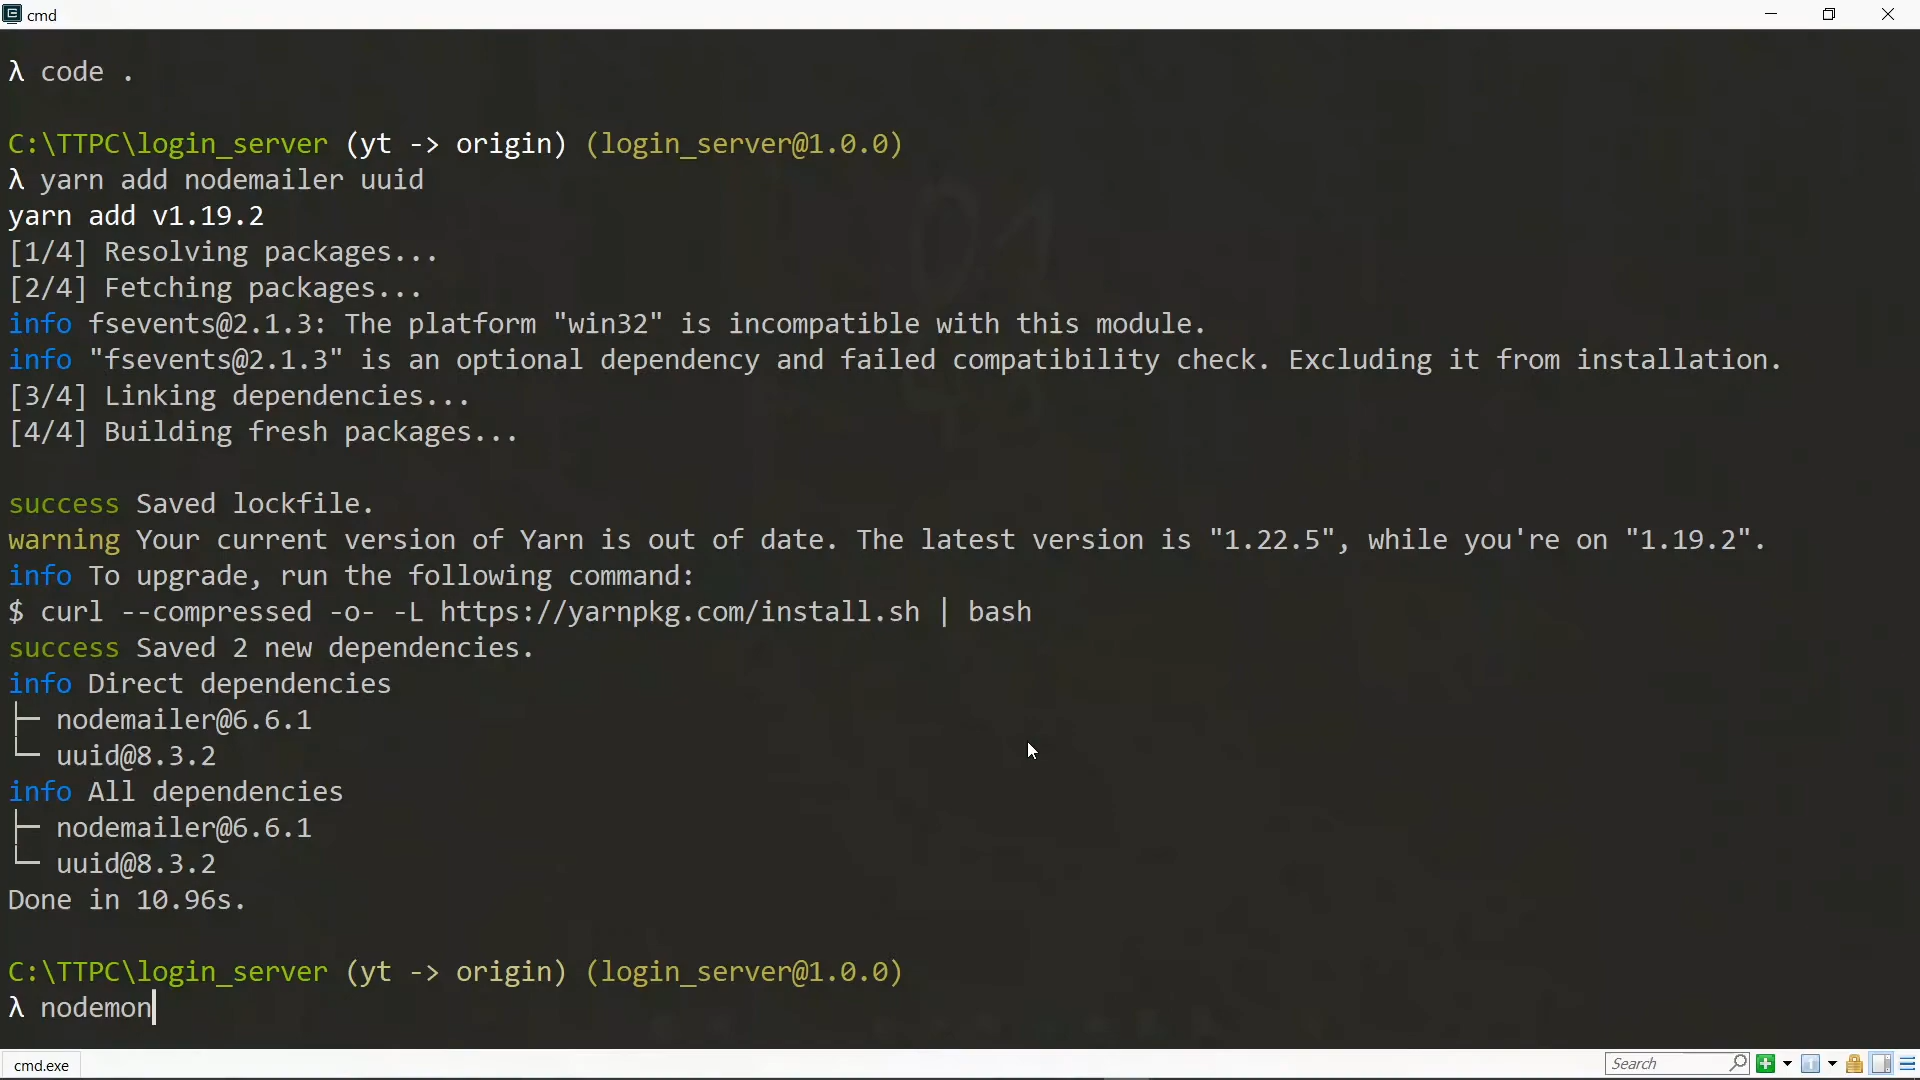 cmd
λ code .
C:\TTPC\login_server (yt -> origin) (login_server@1.0.0)
λ yarn add nodemailer uuid
yarn add v1.19.2
[1/4] Resolving packages...
[2/4] Fetching packages...
info fsevents@2.1.3: The platform "win32" is incompatible with this module.
info "fsevents@2.1.3" is an optional dependency and failed compatibility check. Excluding it from installation.
[3/4] Linking dependencies...
[4/4] Building fresh packages...
success Saved lockfile.
warning Your current version of Yarn is out of date. The latest version is "1.22.5", while you're on "1.19.2".
info To upgrade, run the following command:
$ curl --compressed -o- -L https://yarnpkg.com/install.sh | bash
success Saved 2 new dependencies.
info Direct dependencies
├─ nodemailer@6.6.1
└─ uuid@8.3.2
info All dependencies
├─ nodemailer@6.6.1
└─ uuid@8.3.2
Done in 10.96s.
C:\TTPC\login_server (yt -> origin) (login_server@1.0.0)
λ nodemon
cmd.exe
Search